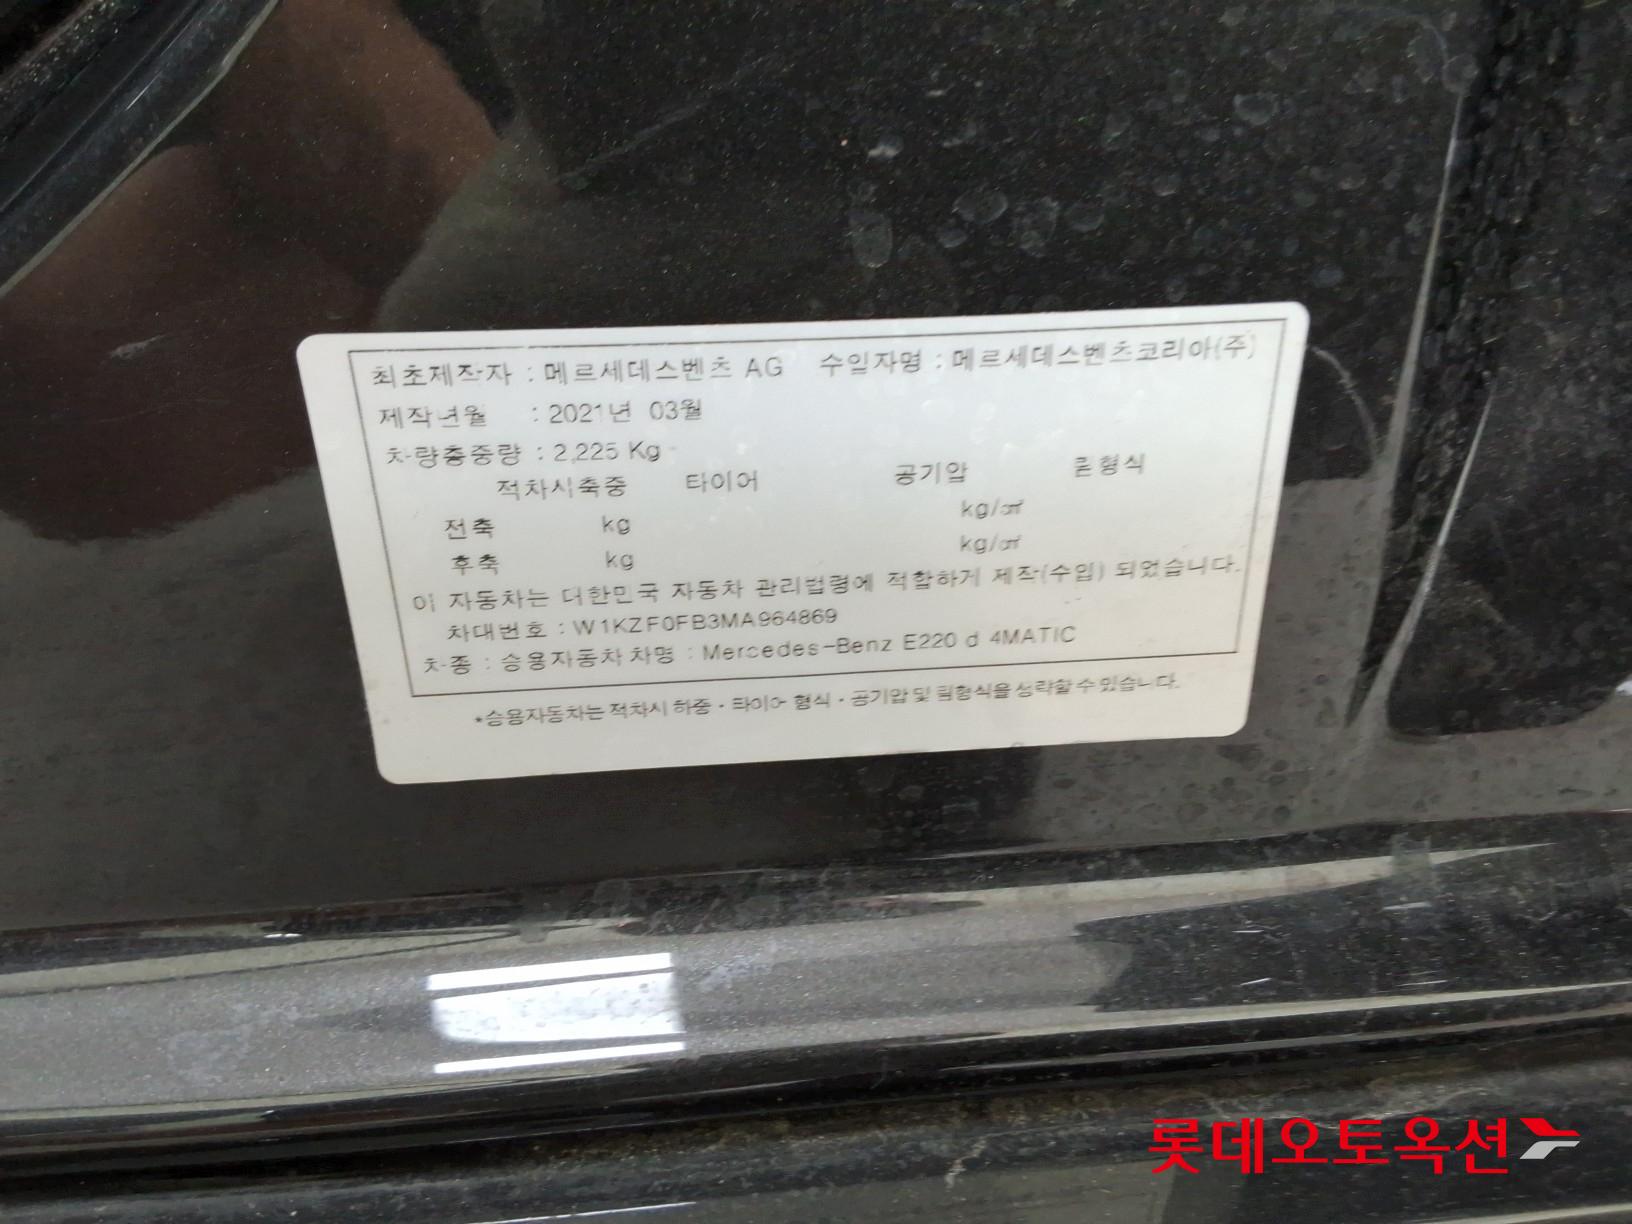 최초제작자 : 메르세데스벤츠 AG 수입자명 : 메르세데스벤츠코리아(주)
제작년월 : 2021년 03월
차량총중량 : 2,225 Kg
적차시축중 타이어 공기압 림형식
전축 kg kg/㎠
후축 kg kg/㎠
이 자동차는 대한민국 자동차 관리법령에 적합하게 제작(수입) 되었습니다.
차대번호 : W1KZF0FB3MA964869
차종 : 승용자동차 차명 : Mercedes-Benz E220 d 4MATIC
*승용자동차는 적차시 하중·타이어 형식·공기압 및 림형식을 생략할 수 있습니다.
롯데오토옥션